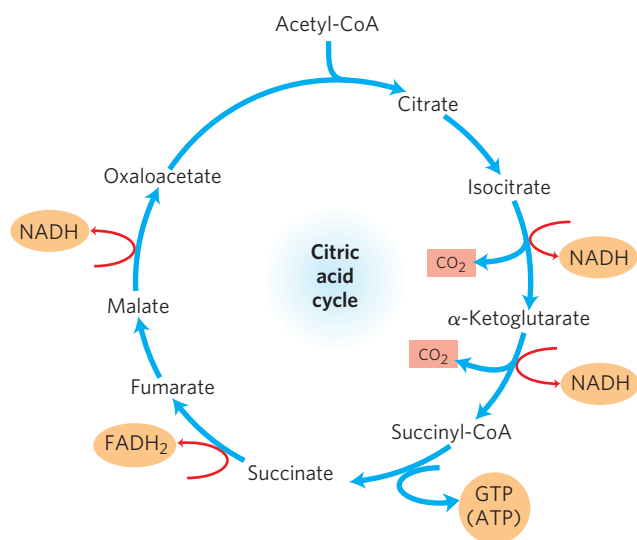 Acetyl-CoA
Citrate
Isocitrate
NADH
CO₂
α-Ketoglutarate
CO₂
NADH
Succinyl-CoA
GTP
(ATP)
Succinate
FADH₂
Fumarate
Malate
NADH
Oxaloacetate
Citric
acid
cycle